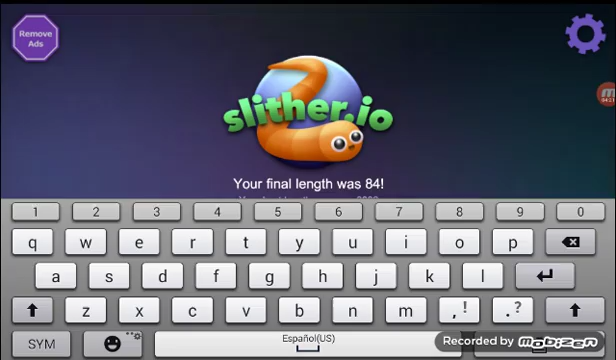 Remove
Ads
slither.io
Your final length was 84!
1 2 3 4 5 6 7 8 9 0
q w e r t y u i o p
a s d f g h j k l
z x c v b n m ,! .?
SYM
Español(US)
Recorded by mobizen